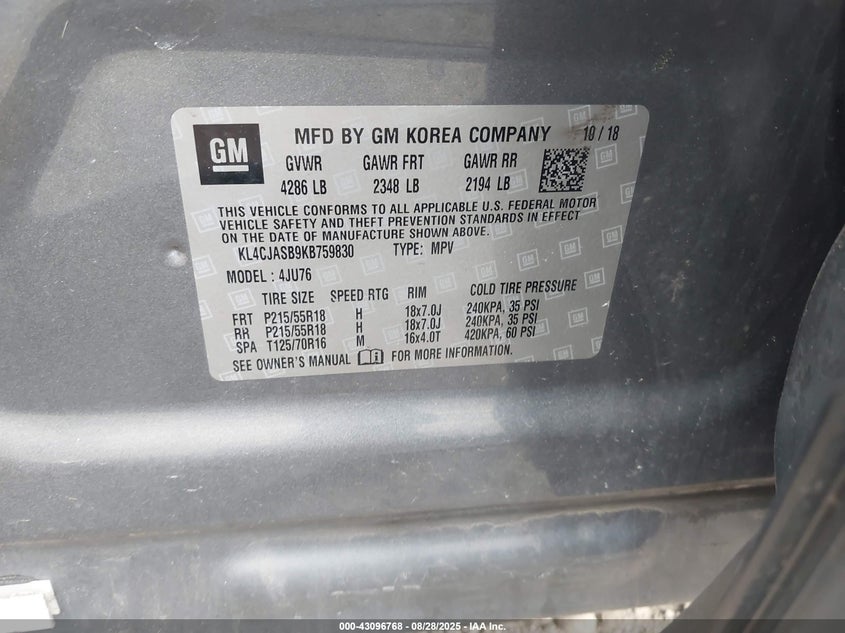 GM MFD BY GM KOREA COMPANY 10 / 18
GVWR GAWR FRT GAWR RR
4286 LB 2348 LB 2194 LB
THIS VEHICLE CONFORMS TO ALL APPLICABLE U.S. FEDERAL MOTOR
VEHICLE SAFETY AND THEFT PREVENTION STANDARDS IN EFFECT
ON THE DATE OF MANUFACTURE SHOWN ABOVE.
KL4CJASB9KB759830 TYPE: MPV
MODEL : 4JU76
TIRE SIZE SPEED RTG RIM COLD TIRE PRESSURE
FRT P215/55R18 H 18x7.0J 240KPA, 35 PSI
RR P215/55R18 H 18x7.0J 240KPA, 35 PSI
SPA T125/70R16 M 16x4.0T 420KPA, 60 PSI
SEE OWNER'S MANUAL FOR MORE INFORMATION.
000-43096768 - 08/28/2025 - IAA Inc.